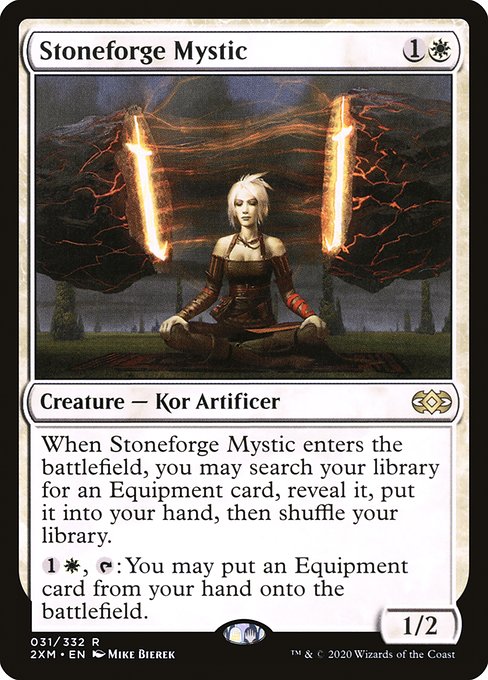 Stoneforge Mystic 1
Creature — Kor Artificer
When Stoneforge Mystic enters the
battlefield, you may search your library
for an Equipment card, reveal it, put
it into your hand, then shuffle your
library.
1 , : You may put an Equipment
card from your hand onto the
battlefield.
1/2
031/332 R
2XM • EN Mike Bierek
™ & © 2020 Wizards of the Coast